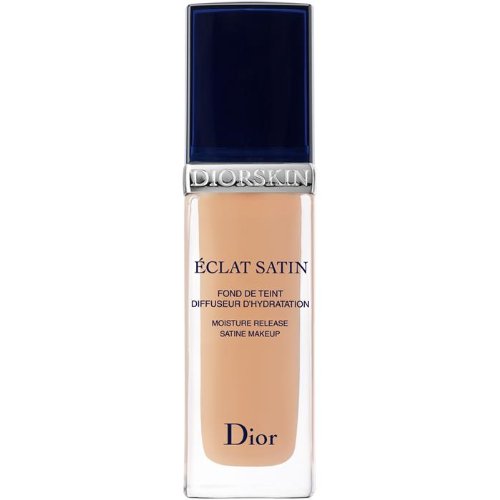 DIORSKIN
ÉCLAT SATIN
FOND DE TEINT
DIFFUSEUR D'HYDRATATION
MOISTURE RELEASE
SATINE MAKEUP
Dior